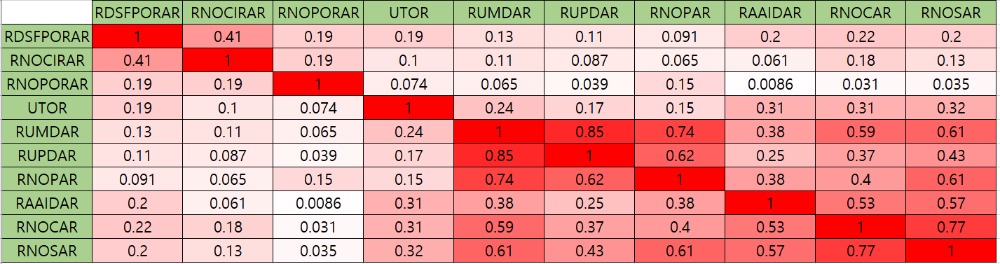 RDSFPORAR RNOCIRAR RNOPORAR UTOR RUMDAR RUPDAR RNOPAR RAAIDAR RNOCAR RNOSAR
RDSFPORAR 1 0.41 0.19 0.19 0.13 0.11 0.091 0.2 0.22 0.2
RNOCIRAR 0.41 1 0.19 0.1 0.11 0.087 0.065 0.061 0.18 0.13
RNOPORAR 0.19 0.19 1 0.074 0.065 0.039 0.15 0.0086 0.031 0.035
UTOR 0.19 0.1 0.074 1 0.24 0.17 0.15 0.31 0.31 0.32
RUMDAR 0.13 0.11 0.065 0.24 1 0.85 0.74 0.38 0.59 0.61
RUPDAR 0.11 0.087 0.039 0.17 0.85 1 0.62 0.25 0.37 0.43
RNOPAR 0.091 0.065 0.15 0.15 0.74 0.62 1 0.38 0.4 0.61
RAAIDAR 0.2 0.061 0.0086 0.31 0.38 0.25 0.38 1 0.53 0.57
RNOCAR 0.22 0.18 0.031 0.31 0.59 0.37 0.4 0.53 1 0.77
RNOSAR 0.2 0.13 0.035 0.32 0.61 0.43 0.61 0.57 0.77 1